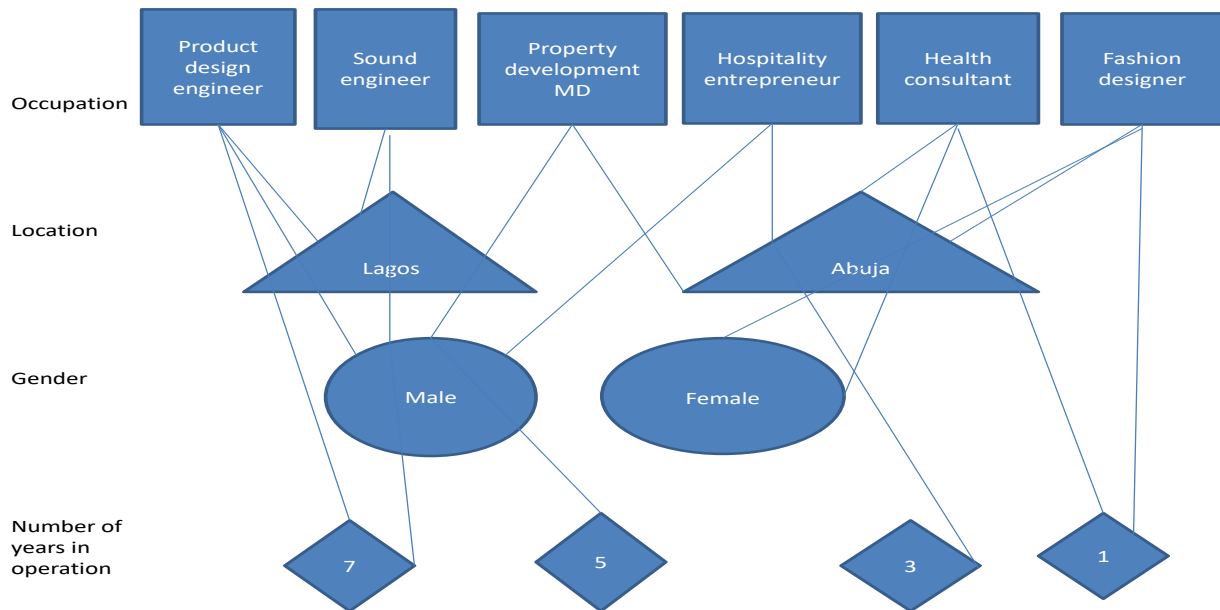 Occupation
Product
design
engineer
Sound
engineer
Property
development
MD
Hospitality
entrepreneur
Health
consultant
Fashion
designer
Location
Lagos
Abuja
Gender
Male
Female
Number of
years in
operation
7
5
3
1